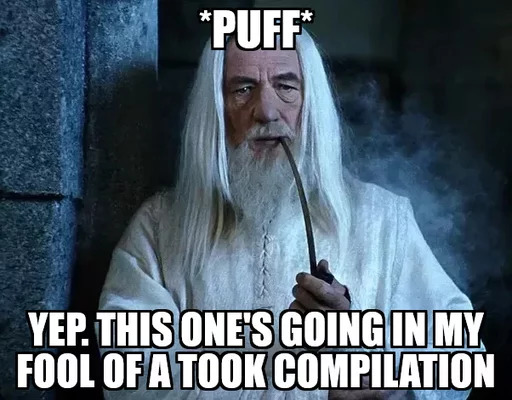 *PUFF*
YEP. THIS ONE'S GOING IN MY
FOOL OF A TOOK COMPILATION